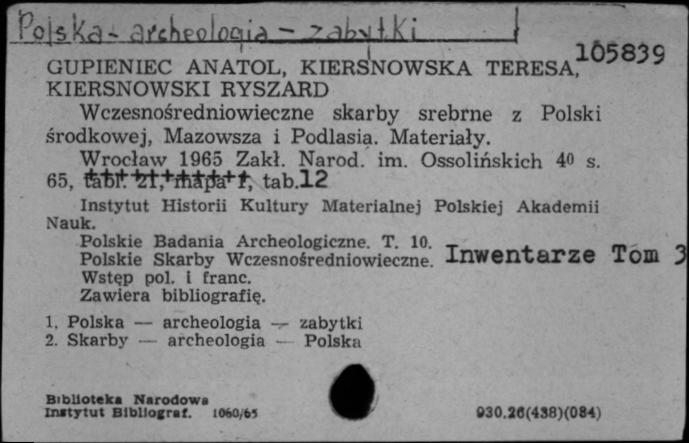 Polska - archeologia - zabytki
105839
GUPIENIEC ANATOL, KIERSNOWSKA TERESA,
KIERSNOWSKI RYSZARD
Wczesnośredniowieczne skarby srebrne z Polski
środkowej, Mazowsza i Podlasia. Materiały.
Wrocław 1965 Zakł. Narod. im. Ossolińskich 4⁰ s.
65, tabl. 21, mapa 1, tab.12
Instytut Historii Kultury Materialnej Polskiej Akademii
Nauk.
Polskie Badania Archeologiczne. T. 10.
Polskie Skarby Wczesnośredniowieczne. Inwentarze Tom 3
Wstęp pol. i franc.
Zawiera bibliografię.
1. Polska — archeologia — zabytki
2. Skarby — archeologia — Polska
Biblioteka Narodowa
Instytut Bibliograf. 1060/65
930.26(438)(084)